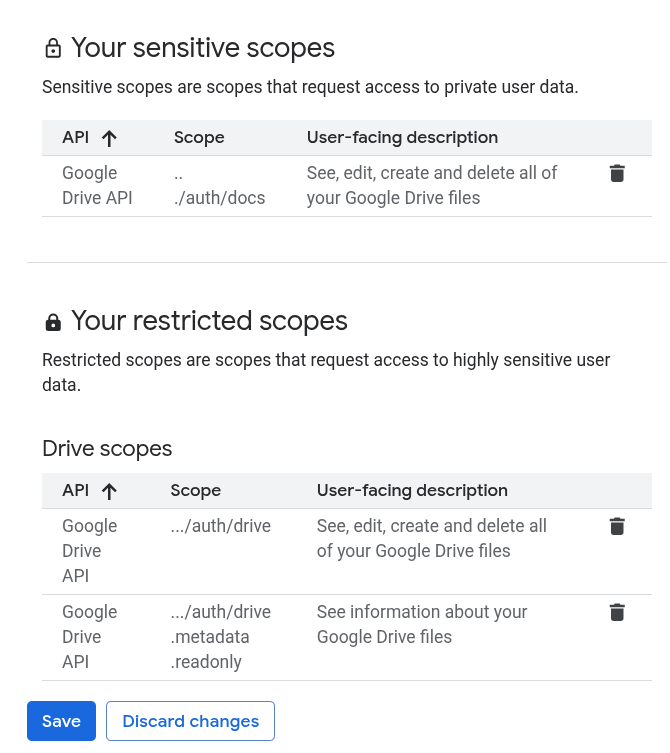 Your sensitive scopes
Sensitive scopes are scopes that request access to private user data.
API Scope User-facing description
Google .. See, edit, create and delete all of
Drive API ./auth/docs your Google Drive files
Your restricted scopes
Restricted scopes are scopes that request access to highly sensitive user
data.
Drive scopes
API Scope User-facing description
Google .../auth/drive See, edit, create and delete all
Drive of your Google Drive files
API
Google .../auth/drive See information about your
Drive .metadata Google Drive files
API .readonly
Save Discard changes